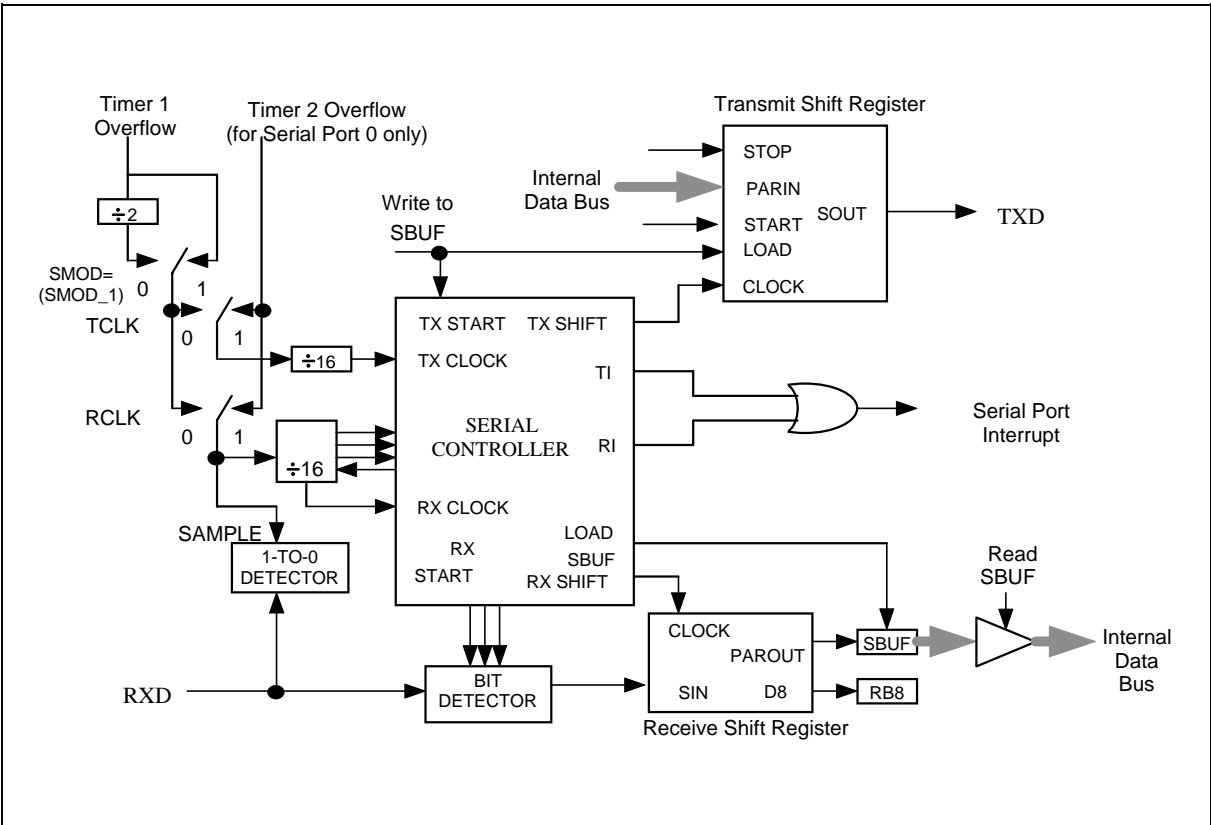 Timer 1
Overflow
Timer 2 Overflow
(for Serial Port 0 only)
÷2
SMOD=
(SMOD_1)
0
1
TCLK
0
1
÷16
RCLK
0
1
÷16
SAMPLE
1-TO-0
DETECTOR
RXD
Write to
SBUF
TX START
TX SHIFT
TX CLOCK
TI
SERIAL
CONTROLLER
RI
RX CLOCK
LOAD
SBUF
RX
START
RX SHIFT
BIT
DETECTOR
Transmit Shift Register
Internal
Data Bus
STOP
PARIN
START
SOUT
LOAD
CLOCK
TXD
Serial Port
Interrupt
CLOCK
PAROUT
SIN
D8
Receive Shift Register
SBUF
RB8
Read
SBUF
Internal
Data
Bus